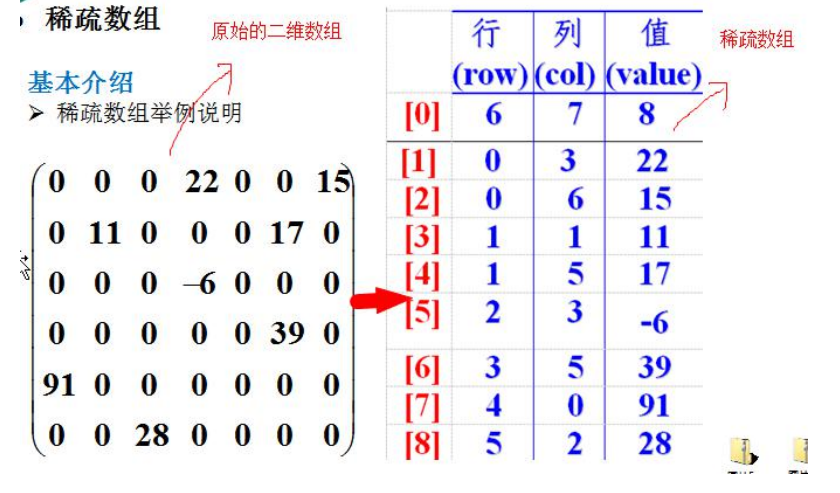 稀疏数组
原始的二维数组
基本介绍
➢ 稀疏数组举例说明
0 0 0 22 0 0 15
0 11 0 0 0 17 0
0 0 0 –6 0 0 0
0 0 0 0 0 39 0
91 0 0 0 0 0 0
0 0 28 0 0 0 0
行 列 值
(row) (col) (value)
稀疏数组
[0] 6 7 8
[1] 0 3 22
[2] 0 6 15
[3] 1 1 11
[4] 1 5 17
[5] 2 3 -6
[6] 3 5 39
[7] 4 0 91
[8] 5 2 28